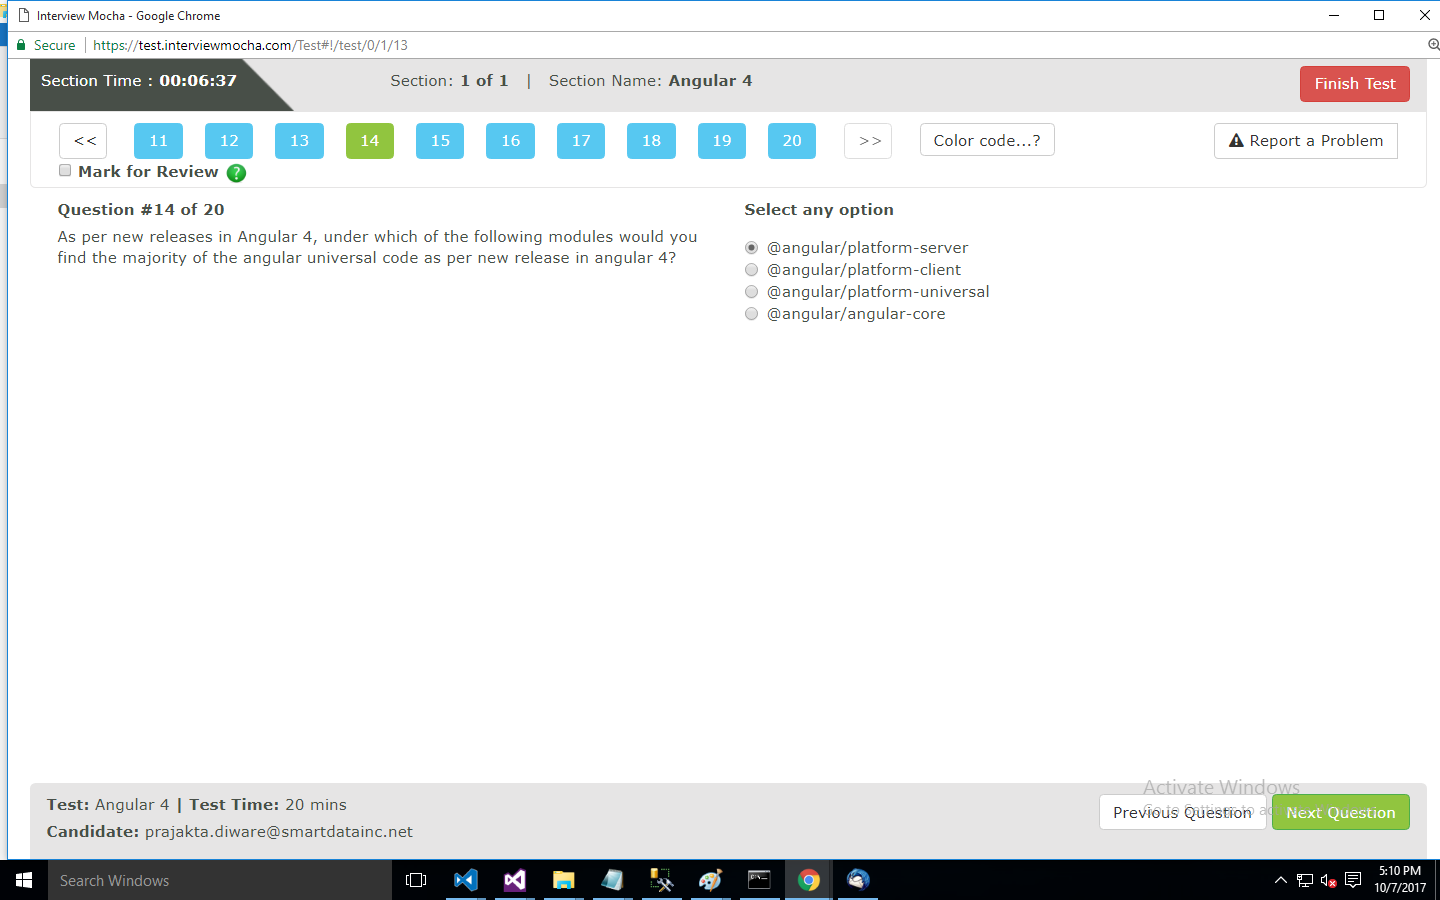 Interview Mocha - Google Chrome
Secure https://test.interviewmocha.com/Test#!/test/0/1/13
Section Time : 00:06:37 Section: 1 of 1 | Section Name: Angular 4 Finish Test
<< 11 12 13 14 15 16 17 18 19 20 >> Color code...? Report a Problem
Mark for Review ?
Question #14 of 20
As per new releases in Angular 4, under which of the following modules would you
find the majority of the angular universal code as per new release in angular 4?
Select any option
@angular/platform-server
@angular/platform-client
@angular/platform-universal
@angular/angular-core
Test: Angular 4 | Test Time: 20 mins
Candidate: prajakta.diware@smartdatainc.net
Activate Windows
Go to Settings to
Previous Question Next Question
Search Windows
5:10 PM
10/7/2017